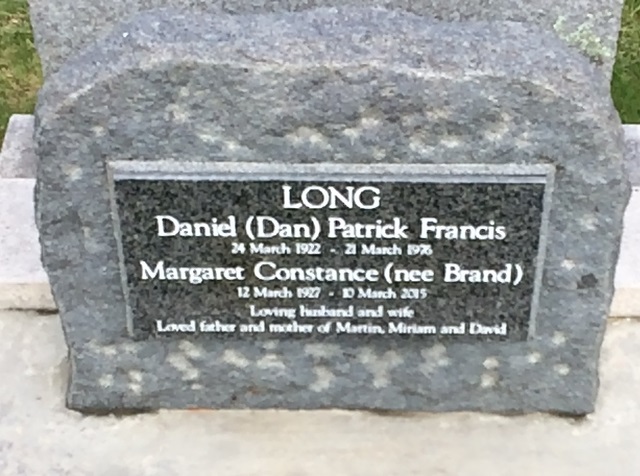 LONG
Daniel (Dan) Patrick Francis
24 March 1922 - 21 March 1976
Margaret Constance (nee Brand)
12 March 1927 - 10 March 2015
Loving husband and wife
Loved father and mother of Martin, Miriam and David